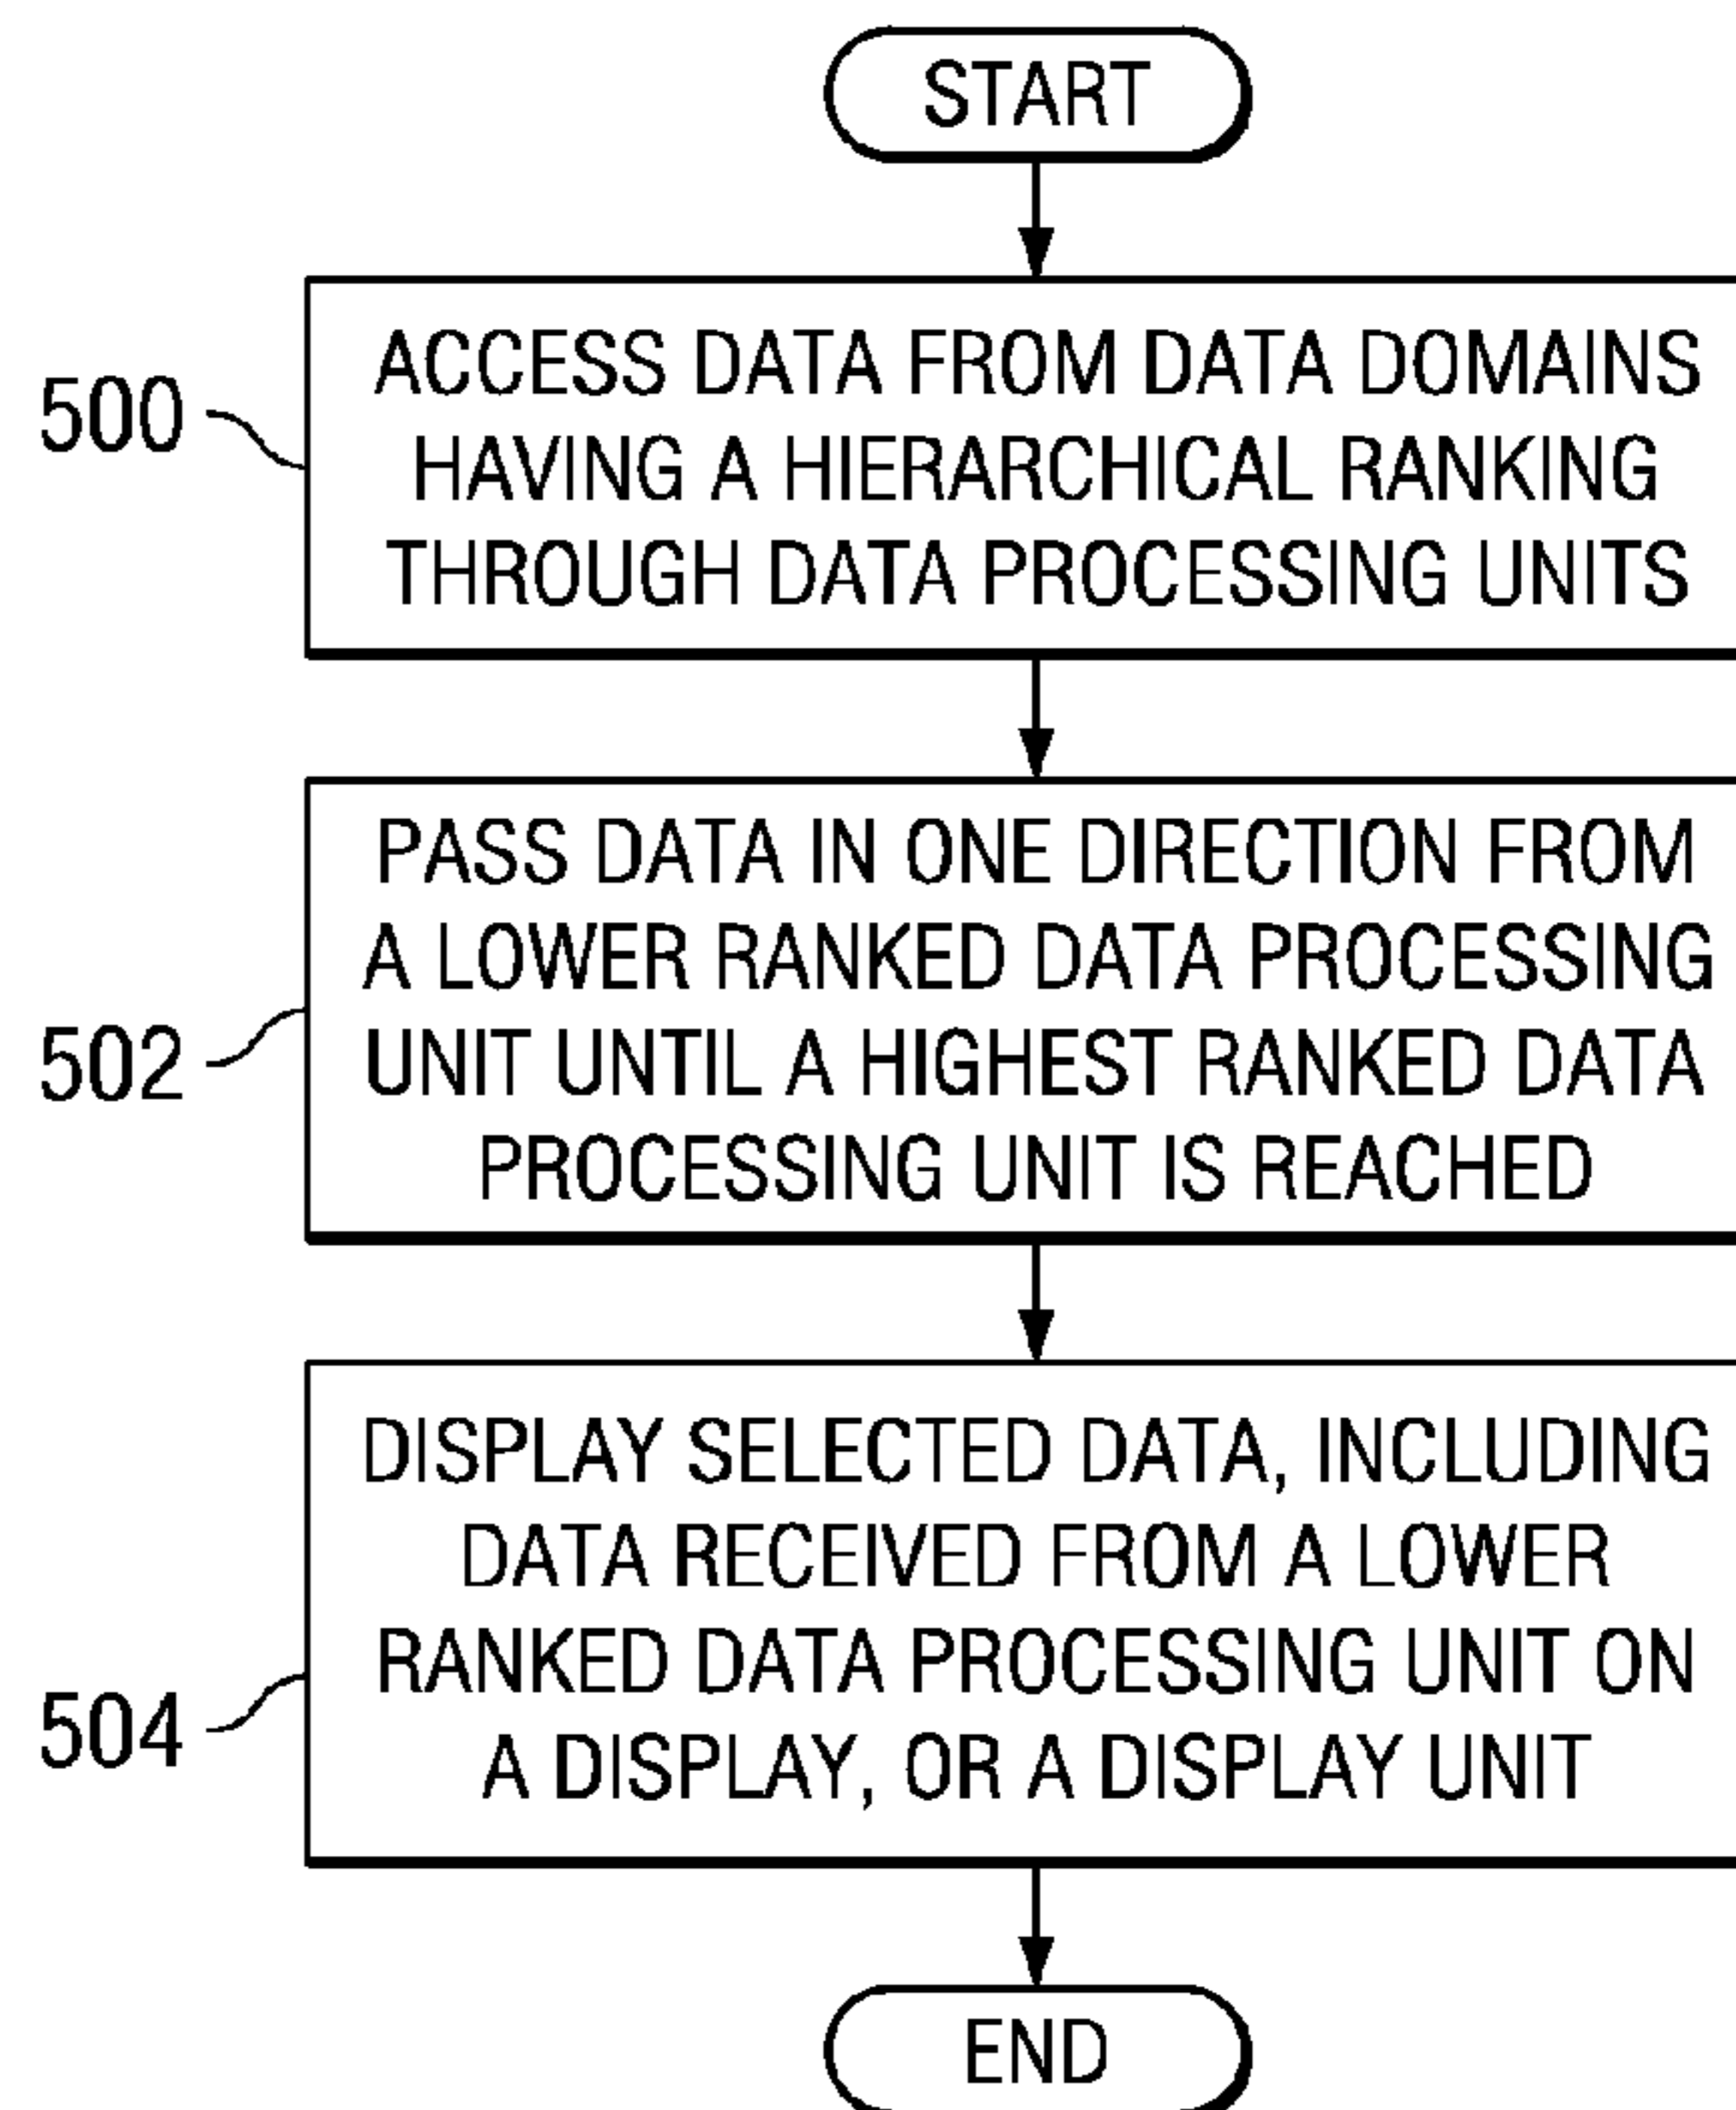 START
ACCESS DATA FROM DATA DOMAINS
HAVING A HIERARCHICAL RANKING
THROUGH DATA PROCESSING UNITS
500
PASS DATA IN ONE DIRECTION FROM
A LOWER RANKED DATA PROCESSING
UNIT UNTIL A HIGHEST RANKED DATA
PROCESSING UNIT IS REACHED
502
DISPLAY SELECTED DATA, INCLUDING
DATA RECEIVED FROM A LOWER
RANKED DATA PROCESSING UNIT ON
A DISPLAY, OR A DISPLAY UNIT
504
END